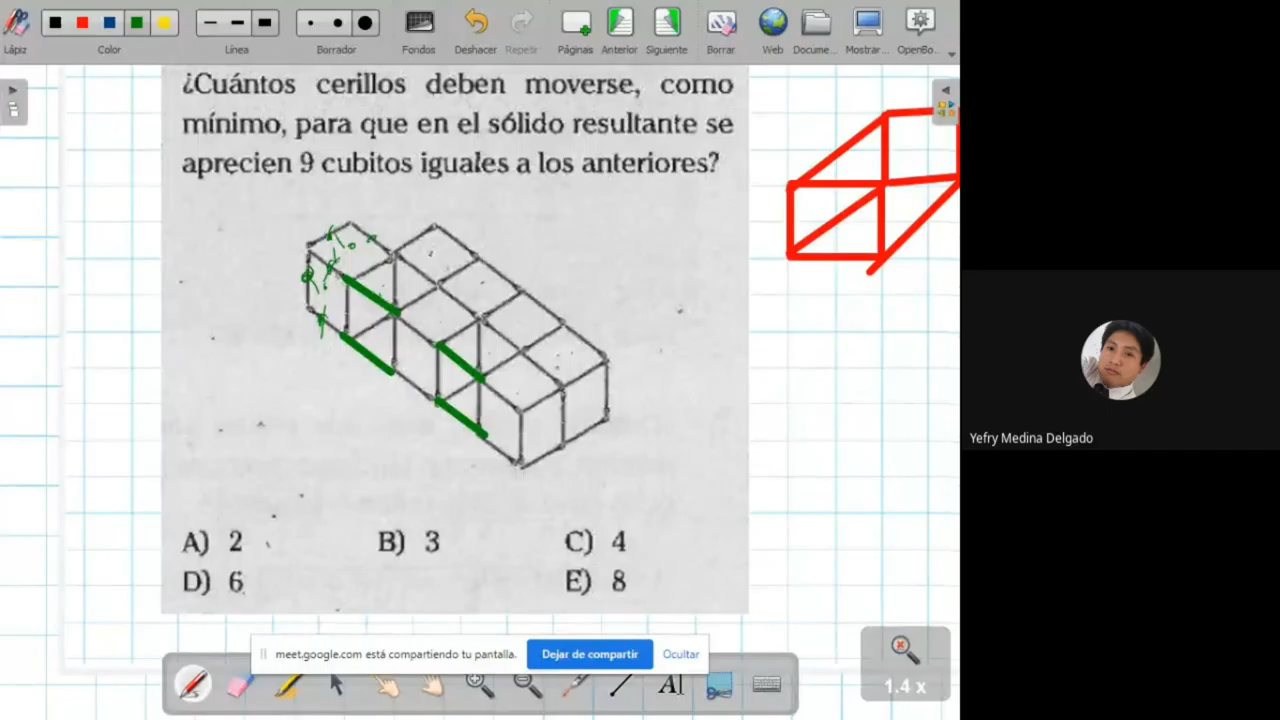 Lápiz
Color
Línea
Borrador
Fondos
Deshacer
Repetir
Páginas
Anterior
Siguiente
Borrar
Web
Docume...
Mostrar...
OpenBo...
¿Cuántos cerillos deben moverse, como
mínimo, para que en el sólido resultante se
aprecien 9 cubitos iguales a los anteriores?
A) 2
B) 3
C) 4
D) 6
E) 8
Yefry Medina Delgado
meet.google.com está compartiendo tu pantalla.
Dejar de compartir
Ocultar
AI
1.4 x